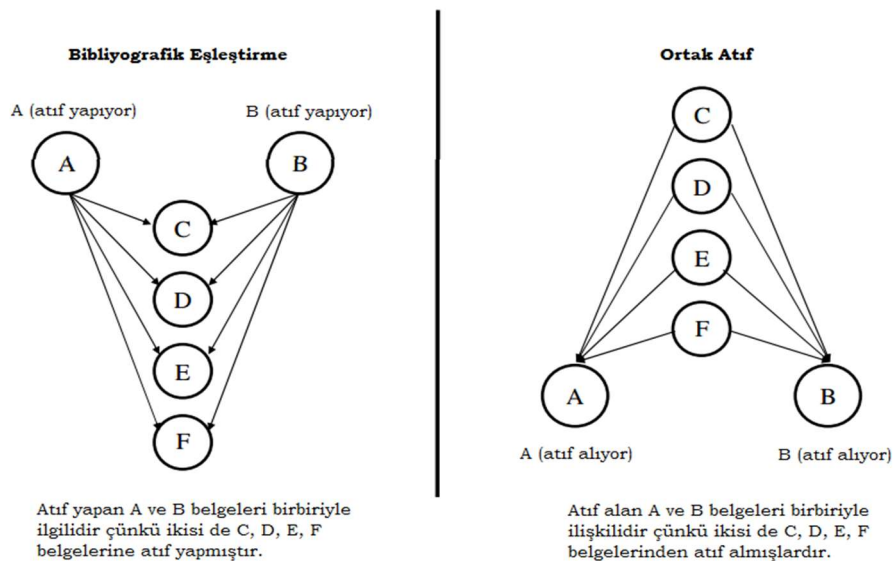 Bibliyografik Eşleştirme
A (atıf yapıyor)
B (atıf yapıyor)
A
B
C
D
E
F
Atıf yapan A ve B belgeleri birbiriyle
ilgilidir çünkü ikisi de C, D, E, F
belgelerine atıf yapmıştır.
Ortak Atıf
C
D
E
F
A
B
A (atıf alıyor)
B (atıf alıyor)
Atıf alan A ve B belgeleri birbiriyle
ilişkilidir çünkü ikisi de C, D, E, F
belgelerinden atıf almışlardır.